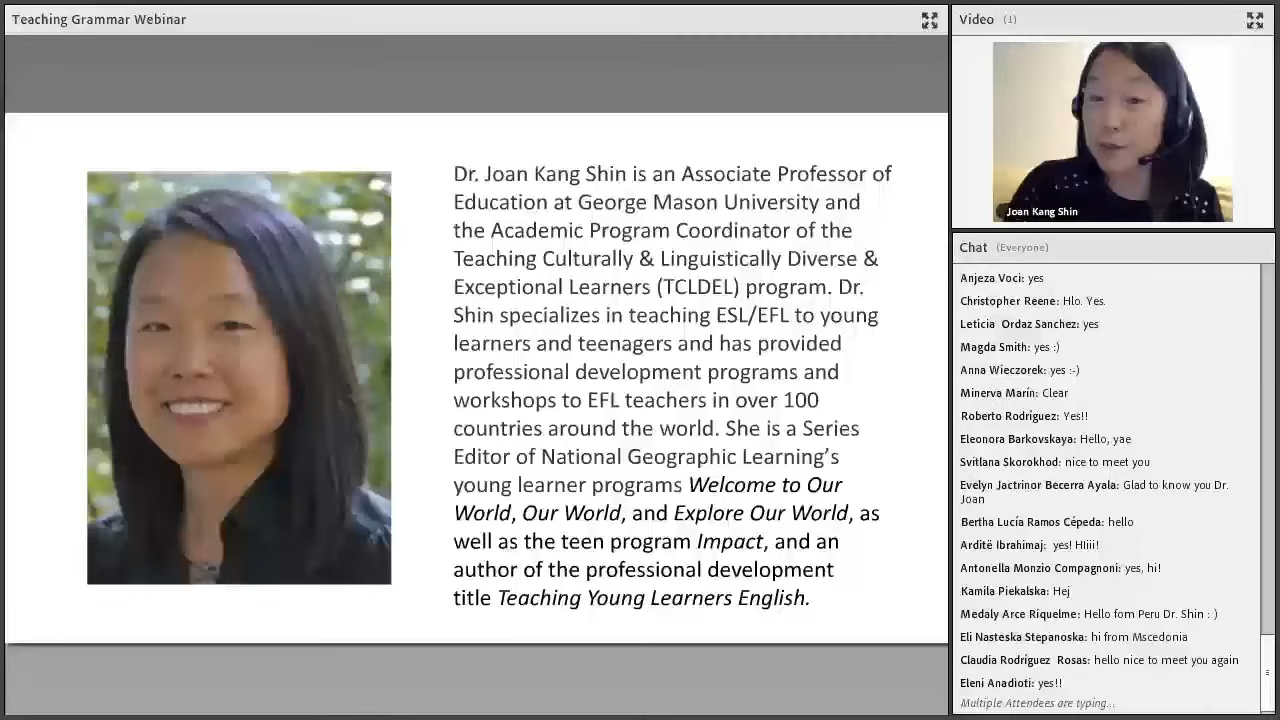 Teaching Grammar Webinar
Dr. Joan Kang Shin is an Associate Professor of
Education at George Mason University and
the Academic Program Coordinator of the
Teaching Culturally & Linguistically Diverse &
Exceptional Learners (TCLDEL) program. Dr.
Shin specializes in teaching ESL/EFL to young
learners and teenagers and has provided
professional development programs and
workshops to EFL teachers in over 100
countries around the world. She is a Series
Editor of National Geographic Learning's
young learner programs Welcome to Our
World, Our World, and Explore Our World, as
well as the teen program Impact, and an
author of the professional development
title Teaching Young Learners English.
Video (1)
Joan Kang Shin
Chat (Everyone)
Anjeza Voci: yes
Christopher Reene: Hlo. Yes.
Leticia Ordaz Sanchez: yes
Magda Smith: yes :)
Anna Wieczorek: yes :-)
Minerva Marín: Clear
Roberto Rodríguez: Yes!!
Eleonora Barkovskaya: Hello, yae
Svitlana Skorokhod: nice to meet you
Evelyn Jactrinor Becerra Ayala: Glad to know you Dr.
Joan
Bertha Lucía Ramos Cépeda: hello
Arditë Ibrahimaj: yes! HIiii!
Antonella Monzio Compagnoni: yes, hi!
Kamila Piekalska: Hej
Medaly Arce Riquelme: Hello fom Peru Dr. Shin : )
Eli Nasteska Stepanoska: hi from Mscedonia
Claudia Rodríguez Rosas: hello nice to meet you again
Eleni Anadioti: yes!!
Multiple Attendees are typing...